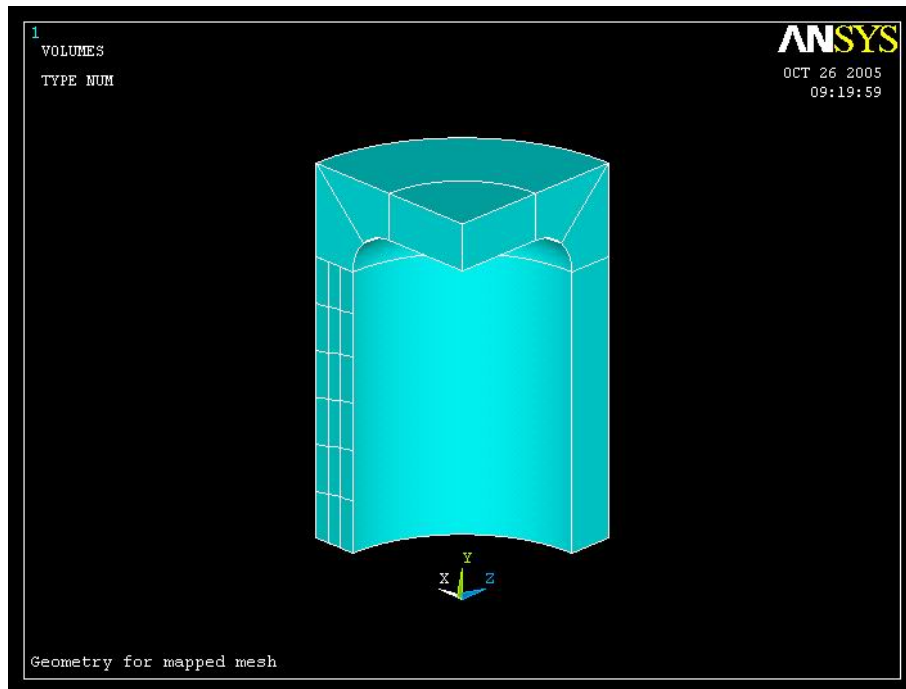 1
VOLUMES
TYPE NUM
ANSYS
OCT 26 2005
09:19:59
Y
X
Z
Geometry for mapped mesh